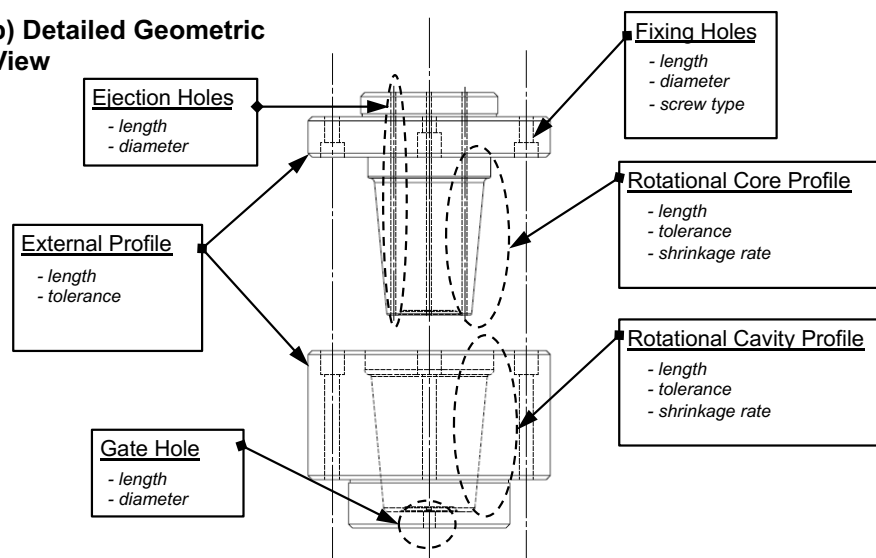 b) Detailed Geometric
View
Ejection Holes
- length
- diameter
Fixing Holes
- length
- diameter
- screw type
Rotational Core Profile
- length
- tolerance
- shrinkage rate
External Profile
- length
- tolerance
Rotational Cavity Profile
- length
- tolerance
- shrinkage rate
Gate Hole
- length
- diameter